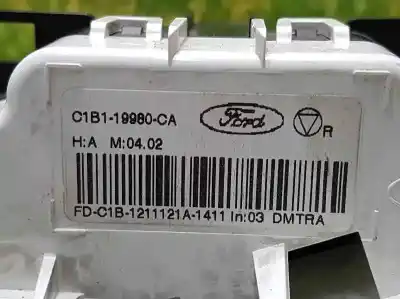 C1B1-19980-CA
Ford
R
H:A M:04.02
FD-C1B-1211121A-1411 In:03 DMTRA